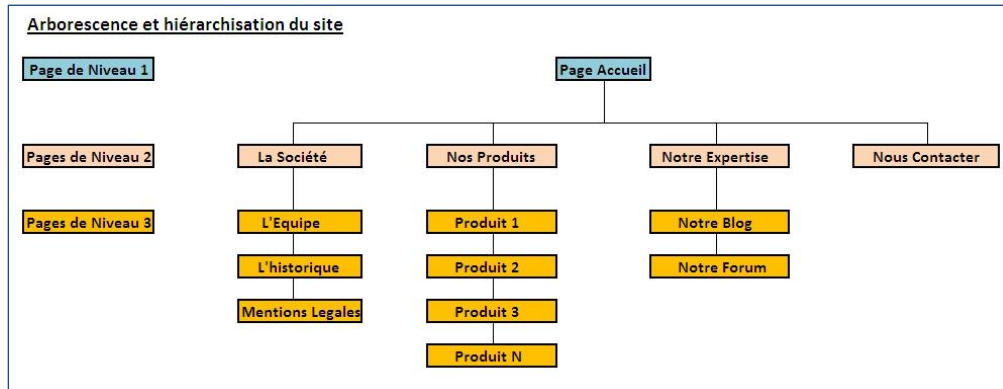 Arborescence et hiérarchisation du site
Page de Niveau 1 Page Accueil
Pages de Niveau 2 La Société Nos Produits Notre Expertise Nous Contacter
Pages de Niveau 3 L'Equipe Produit 1 Notre Blog
L'historique Produit 2 Notre Forum
Mentions Legales Produit 3
Produit N